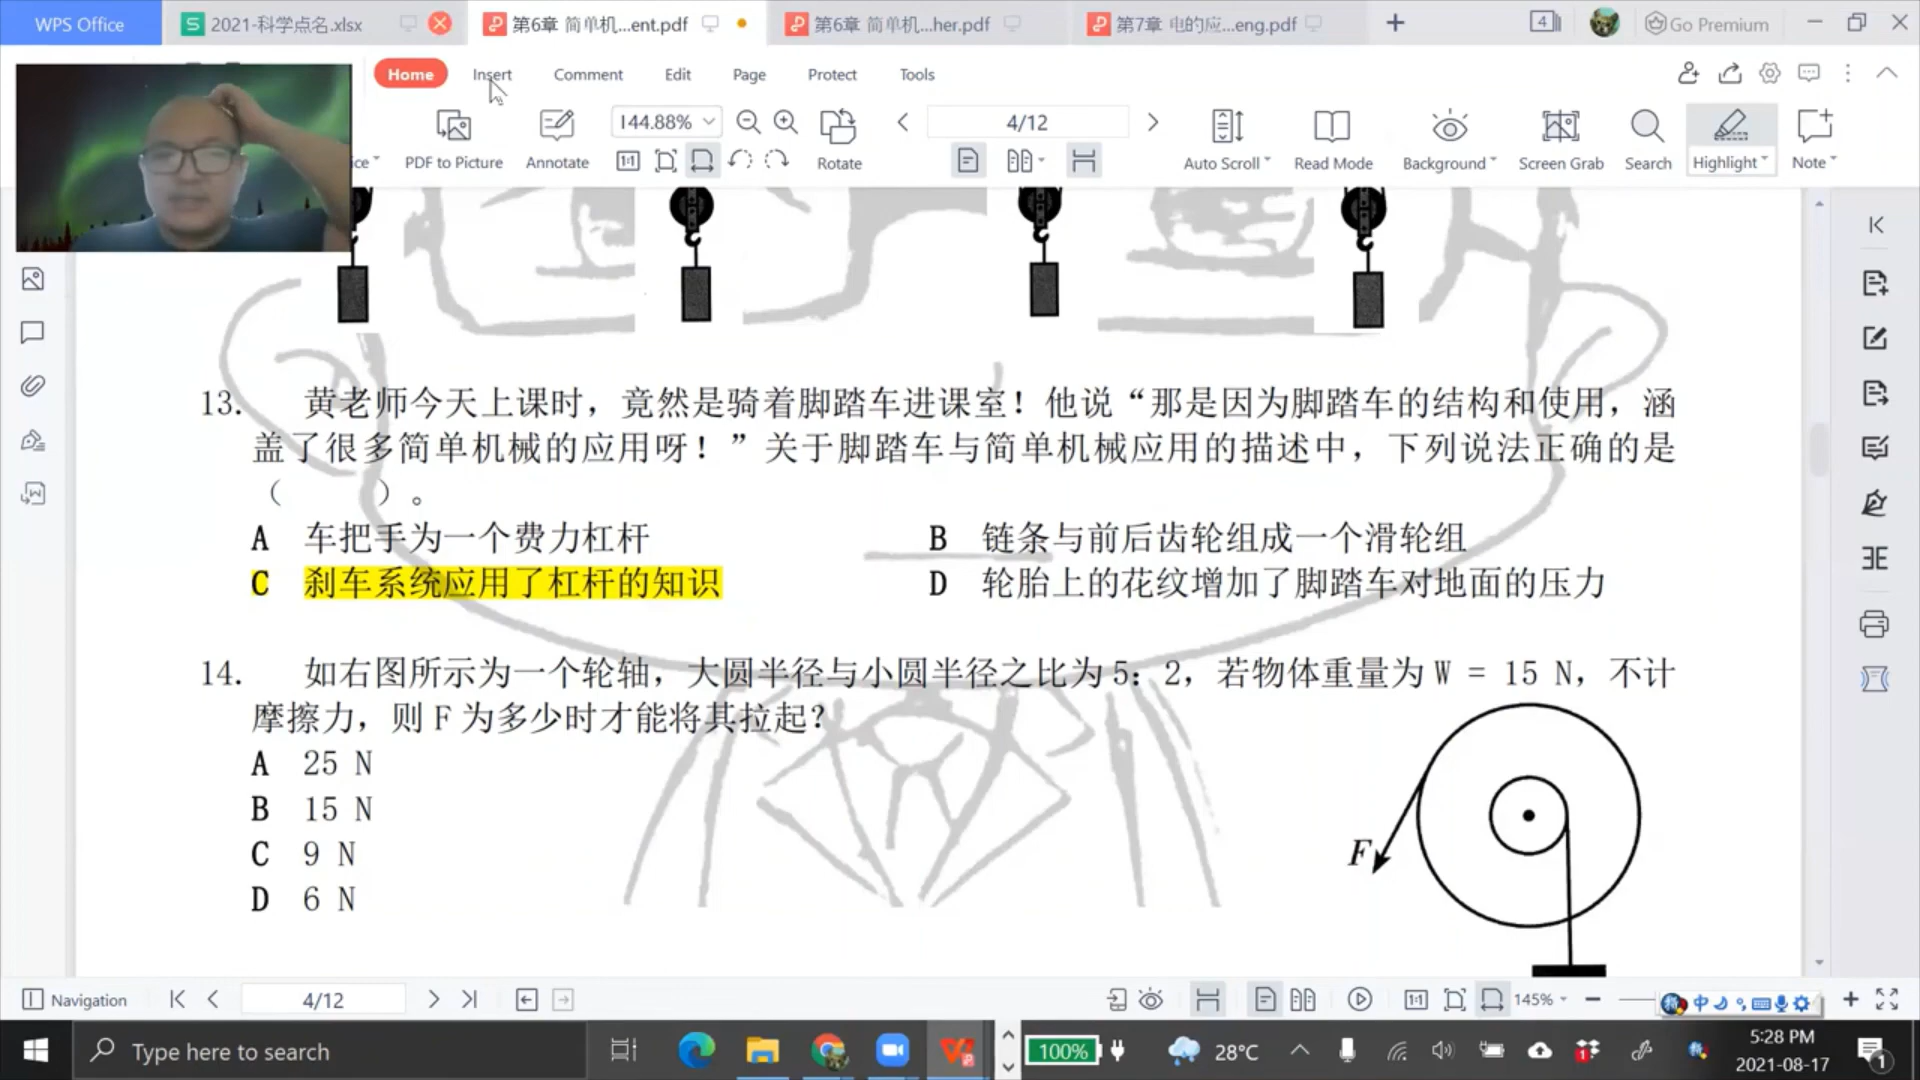 WPS Office
2021-科学点名.xlsx
第6章 简单机...ent.pdf
第6章 简单机...her.pdf
第7章 电的应...eng.pdf
4
Go Premium
Home
Insert
Comment
Edit
Page
Protect
Tools
PDF to Picture
Annotate
144.88%
Rotate
4/12
Auto Scroll
Read Mode
Background
Screen Grab
Search
Highlight
Note
13. 黄老师今天上课时，竟然是骑着脚踏车进课室！他说“那是因为脚踏车的结构和使用，涵
盖了很多简单机械的应用呀！”关于脚踏车与简单机械应用的描述中，下列说法正确的是
（ ）。
A 车把手为一个费力杠杆
B 链条与前后齿轮组成一个滑轮组
C 刹车系统应用了杠杆的知识
D 轮胎上的花纹增加了脚踏车对地面的压力
14. 如右图所示为一个轮轴，大圆半径与小圆半径之比为 5：2，若物体重量为 W = 15 N，不计
摩擦力，则 F 为多少时才能将其拉起？
A 25 N
B 15 N
C 9 N
D 6 N
F
Navigation
4/12
145%
中
Type here to search
100%
28°C
5:28 PM
2021-08-17
1